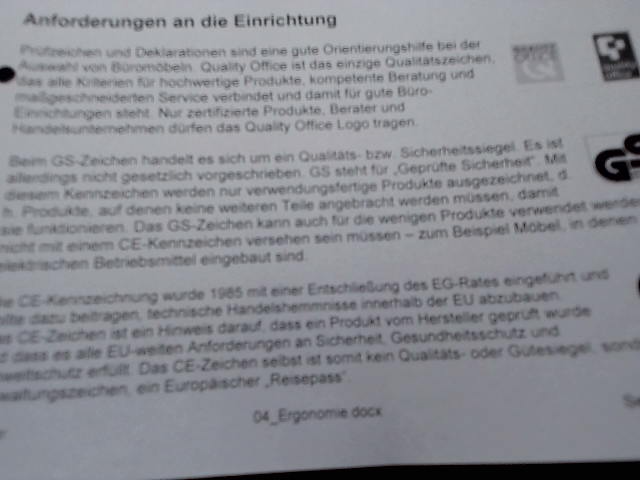 Anforderungen an die Einrichtung
Prüfzeichen und Deklarationen sind eine gute Orientierungshilfe bei der
Auswahl von Büromöbeln. Quality Office ist das einzige Qualitätszeichen,
das alle Kriterien für hochwertige Produkte, kompetente Beratung und
maßgeschneiderten Service verbindet und damit für gute Büro-
Einrichtungen steht. Nur zertifizierte Produkte, Berater und
Handelsunternehmen dürfen das Quality Office Logo tragen.
Beim GS-Zeichen handelt es sich um ein Qualitäts- bzw. Sicherheitssiegel. Es ist
allerdings nicht gesetzlich vorgeschrieben. GS steht für „Geprüfte Sicherheit“. Mit
diesem Kennzeichen werden nur verwendungsfertige Produkte ausgezeichnet, d.
h. Produkte, auf denen keine weiteren Teile angebracht werden müssen, damit
sie funktionieren. Das GS-Zeichen kann auch für die wenigen Produkte verwendet werde
nicht mit einem CE-Kennzeichen versehen sein müssen – zum Beispiel Möbel, in denen
elektrischen Betriebsmittel eingebaut sind.
ie CE-Kennzeichnung wurde 1985 mit einer Entschließung des EG-Rates eingeführt und
llte dazu beitragen, technische Handelshemmnisse innerhalb der EU abzubauen.
as CE-Zeichen ist ein Hinweis darauf, dass ein Produkt vom Hersteller geprüft wurde
d dass es alle EU-weiten Anforderungen an Sicherheit, Gesundheitsschutz und
weltschutz erfüllt. Das CE-Zeichen selbst ist somit kein Qualitäts- oder Gütesiegel, sond
waltungszeichen, ein Europäischer „Reisepass“.
04_Ergonomie.docx
Se
GS